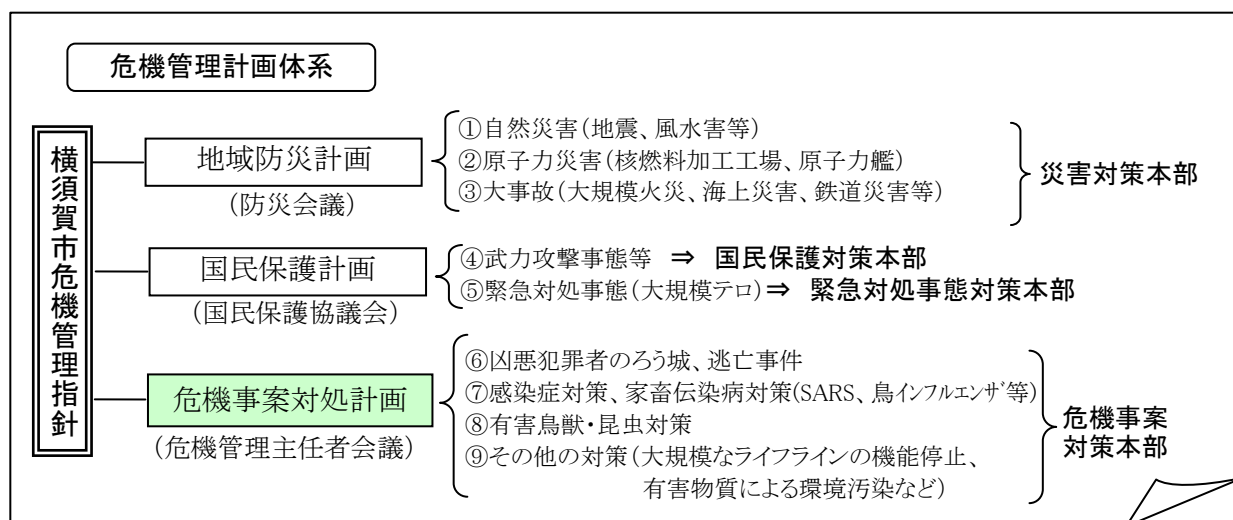 危機管理計画体系
横須賀市危機管理指針
地域防災計画
(防災会議)
①自然災害(地震、風水害等)
②原子力災害(核燃料加工工場、原子力艦)
③大事故(大規模火災、海上災害、鉄道災害等)
災害対策本部
国民保護計画
(国民保護協議会)
④武力攻撃事態等 ⇒ 国民保護対策本部
⑤緊急対処事態(大規模テロ)⇒ 緊急対処事態対策本部
危機事案対処計画
(危機管理主任者会議)
⑥凶悪犯罪者のろう城、逃亡事件
⑦感染症対策、家畜伝染病対策(SARS、鳥インフルエンザ等)
⑧有害鳥獣・昆虫対策
⑨その他の対策(大規模なライフラインの機能停止、
有害物質による環境汚染など)
危機事案
対策本部